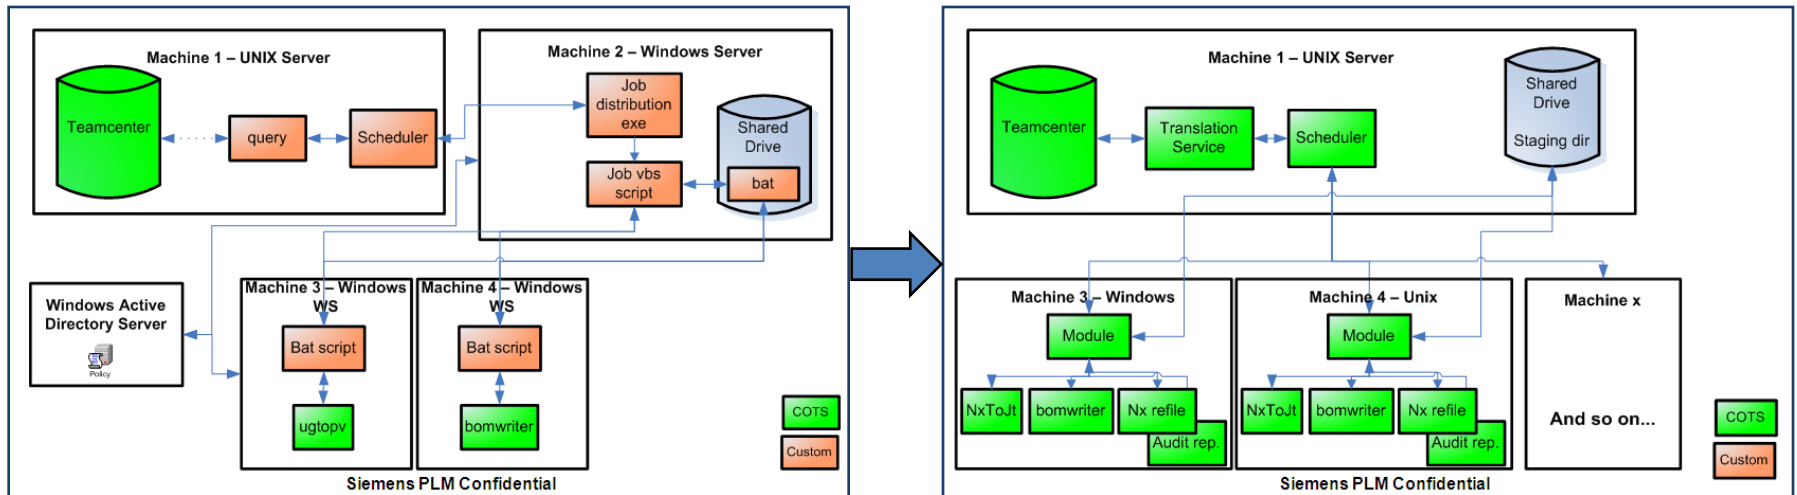 Machine 1 – UNIX Server
Teamcenter
query
Scheduler
Machine 2 – Windows Server
Job
distribution
exe
Job vbs
script
Shared
Drive
bat
Windows Active
Directory Server
Policy
Machine 3 – Windows
WS
Bat script
ugtopv
Machine 4 – Windows
WS
Bat script
bomwriter
COTS
Custom
Siemens PLM Confidential
Machine 1 – UNIX Server
Teamcenter
Translation
Service
Scheduler
Shared
Drive
Staging dir
Machine 3 – Windows
Module
NxToJt
bomwriter
Nx refile
Audit rep.
Machine 4 – Unix
Module
NxToJt
bomwriter
Nx refile
Audit rep.
Machine x
And so on...
COTS
Custom
Siemens PLM Confidential